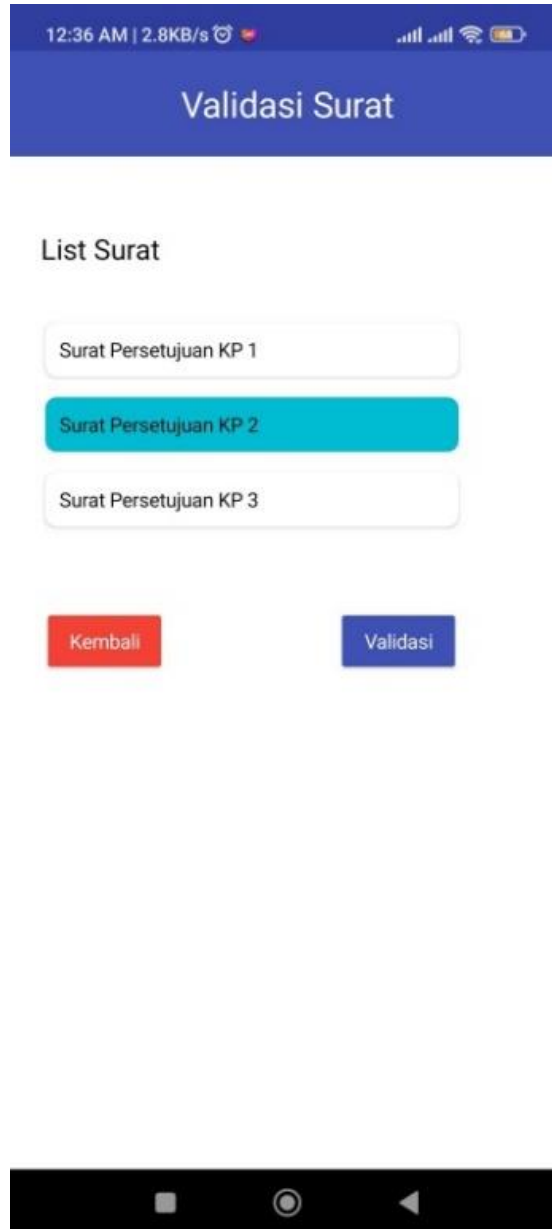 12:36 AM | 2.8KB/s
Validasi Surat
List Surat
Surat Persetujuan KP 1
Surat Persetujuan KP 2
Surat Persetujuan KP 3
Kembali
Validasi